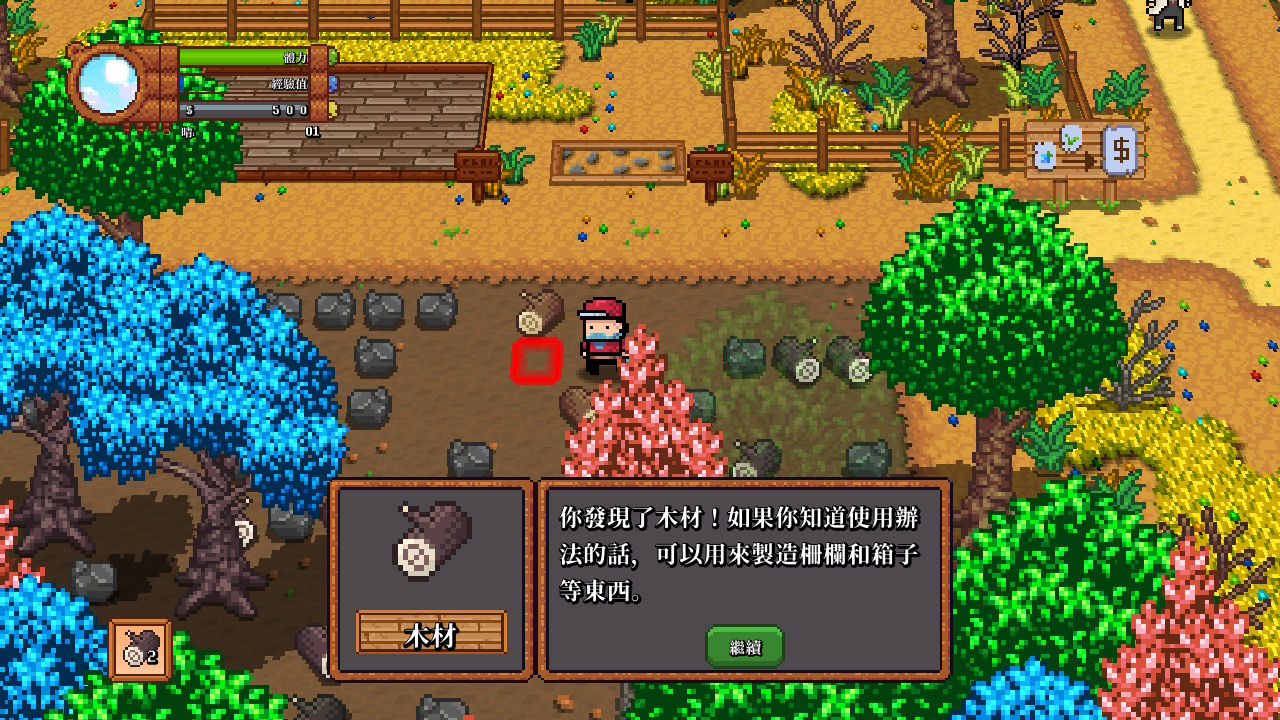 體力
經驗值
$ 500
晴 01
$
你發現了木材！如果你知道使用辦
法的話，可以用來製造柵欄和箱子
等東西。
木材
繼續
2